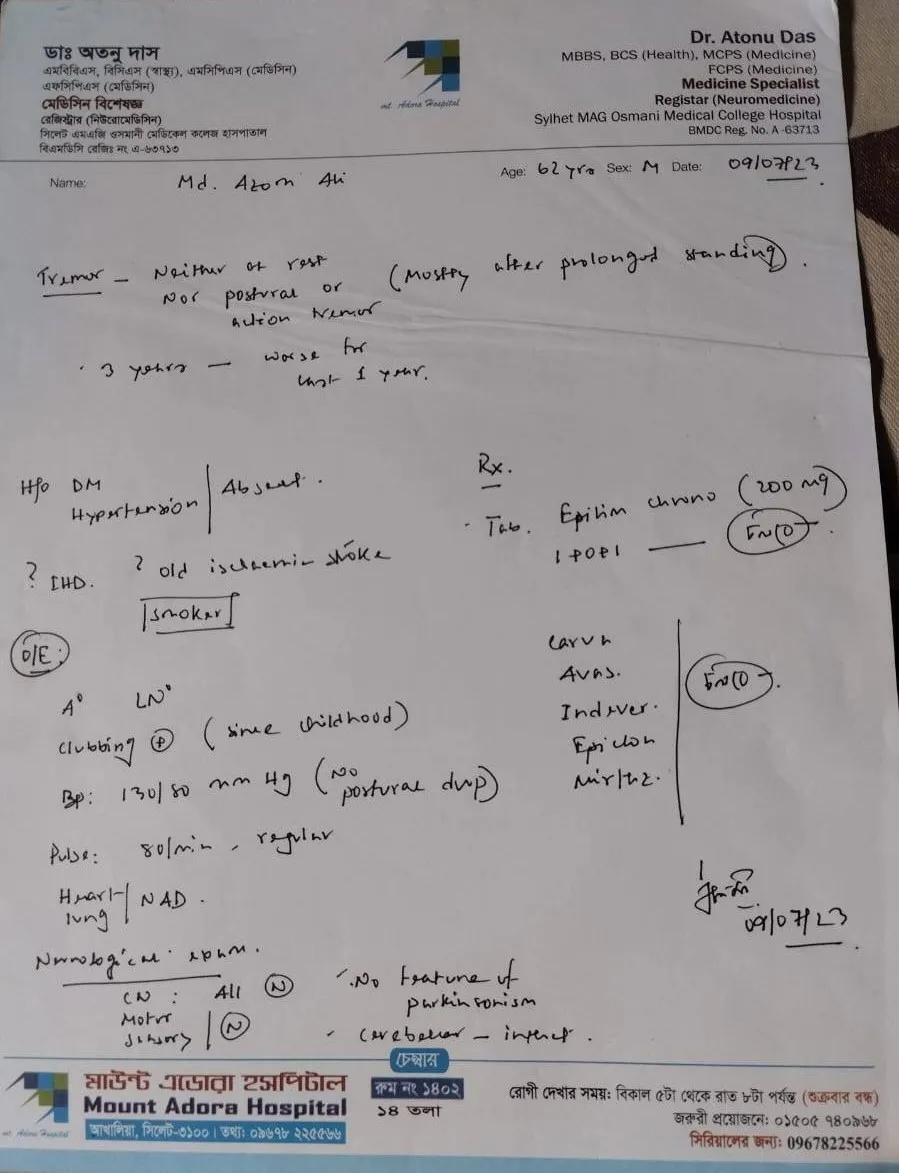 ডাঃ অতনু দাস
এমবিবিএস, বিসিএস (স্বাস্থ্য), এমসিপিএস (মেডিসিন)
এফসিপিএস (মেডিসিন)
মেডিসিন বিশেষজ্ঞ
রেজিস্ট্রার (নিউরোমেডিসিন)
সিলেট এমএজি ওসমানী মেডিকেল কলেজ হাসপাতাল
বিএমডিসি রেজিঃ নং এ-৬৩৭১৩
mt. Adora Hospital
Dr. Atonu Das
MBBS, BCS (Health), MCPS (Medicine)
FCPS (Medicine)
Medicine Specialist
Registar (Neuromedicine)
Sylhet MAG Osmani Medical College Hospital
BMDC Reg. No. A -63713
Name: Md. Azom Ali Age: 62 yrs Sex: M Date: 09/07/23
Tremor – Neither at rest (Mostly after prolonged standing).
Nor postural or
action tremor
· 3 years – worse for
last 1 year.
H/o DM
Hypertension | Absent.
? IHD. ? old ischaemic stroke
Smoker
O/E:
A° LN°
Clubbing + (since childhood)
Bp: 130/80 mm Hg (No
postural drop)
Pulse: 80/min, regular
Heart
lung | NAD.
Neurological exam.
CN: All N
Motor
Sensory | N
No feature of
parkinsonism
Cerebellar – intact.
Rx.
Tab. Epilim chrono (200 mg)
1+0+1 — চলবে
Carvn
Avas.
Indever.
Epiclon
চলবে.
09/07/23
চেম্বার
mt. Adora Hospital
মাউন্ট এডোরা হসপিটাল
Mount Adora Hospital
আখালিয়া, সিলেট-৩১০০। তথ্য: ০৯৬৭৮ ২২৫৫৬৬
রুম নং ১৪০২
১৪ তলা
রোগী দেখার সময়: বিকাল ৫টা থেকে রাত ৮টা পর্যন্ত (শুক্রবার বন্ধ)
জরুরী প্রয়োজনে: ০১৫০৫ ৭৪০৯৬৮
সিরিয়ালের জন্য: 09678225566